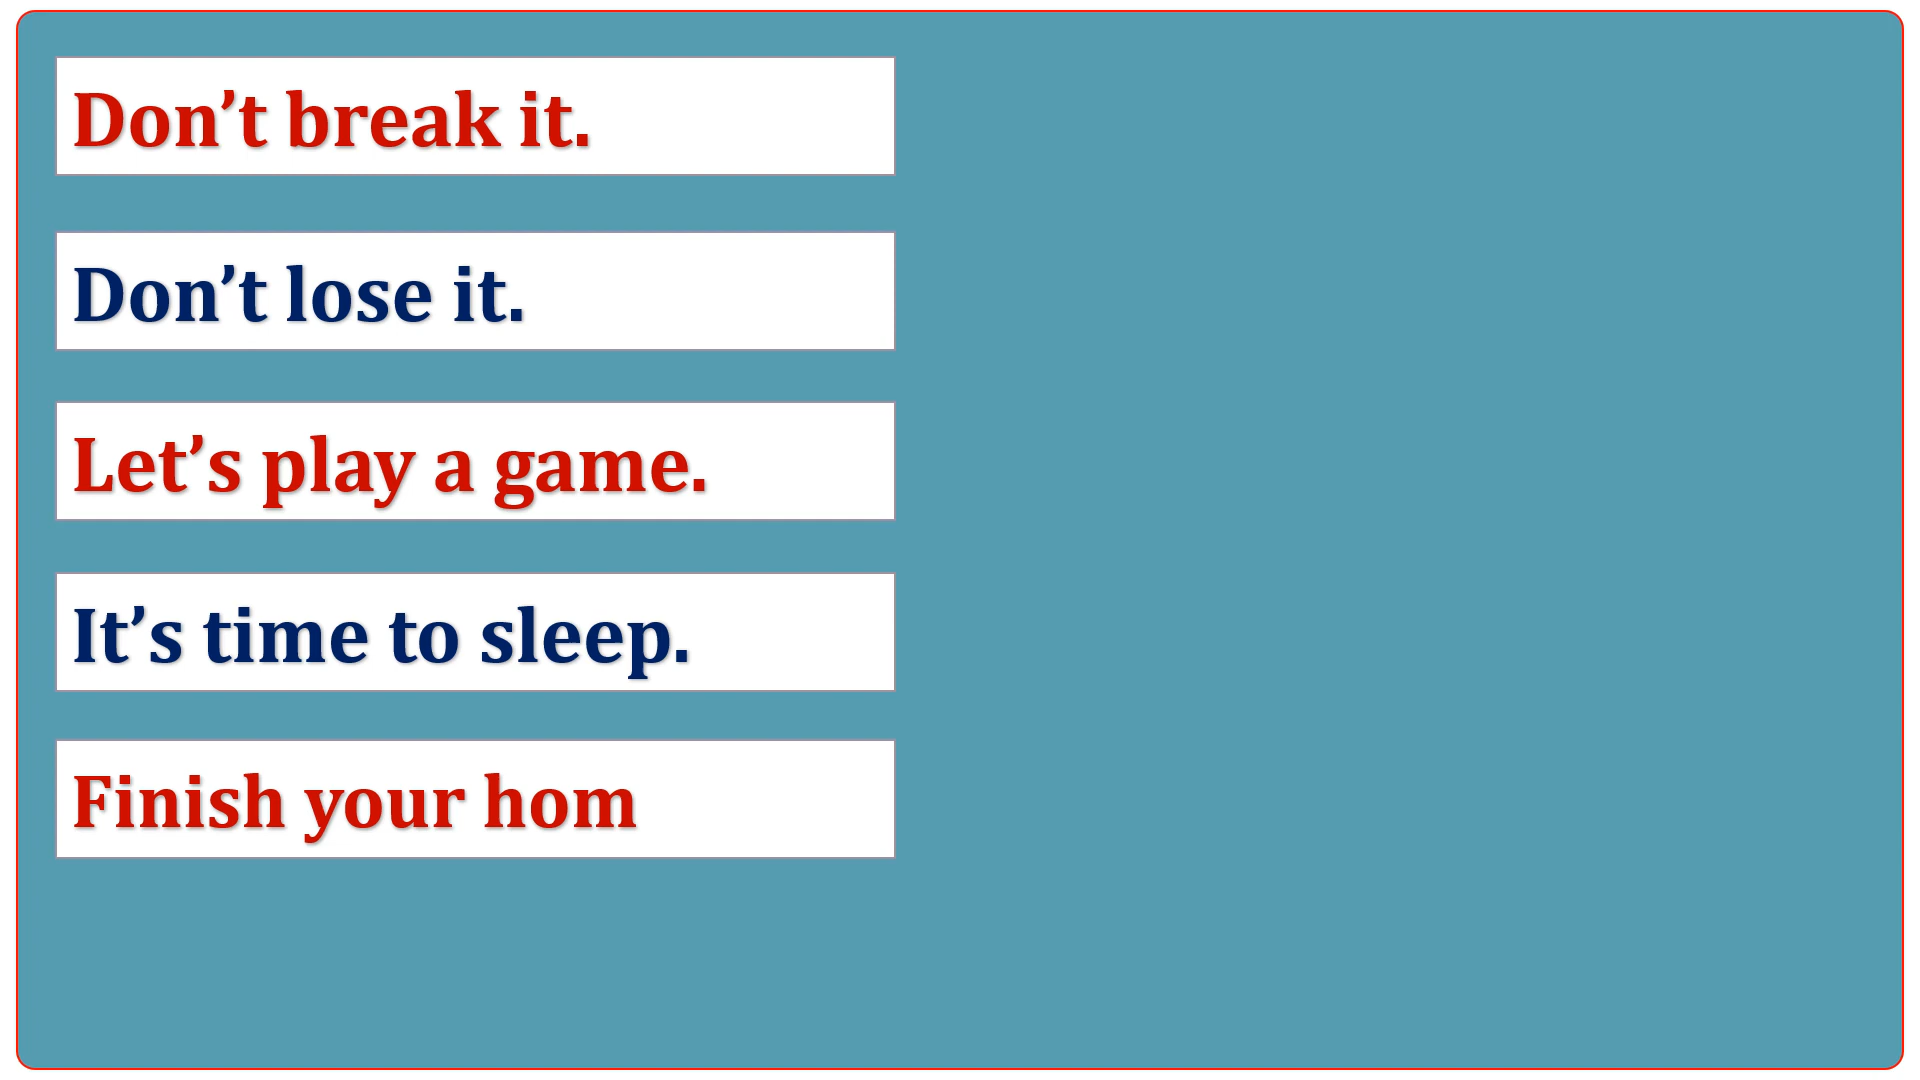 Don’t break it.
Don’t lose it.
Let’s play a game.
It’s time to sleep.
Finish your hom